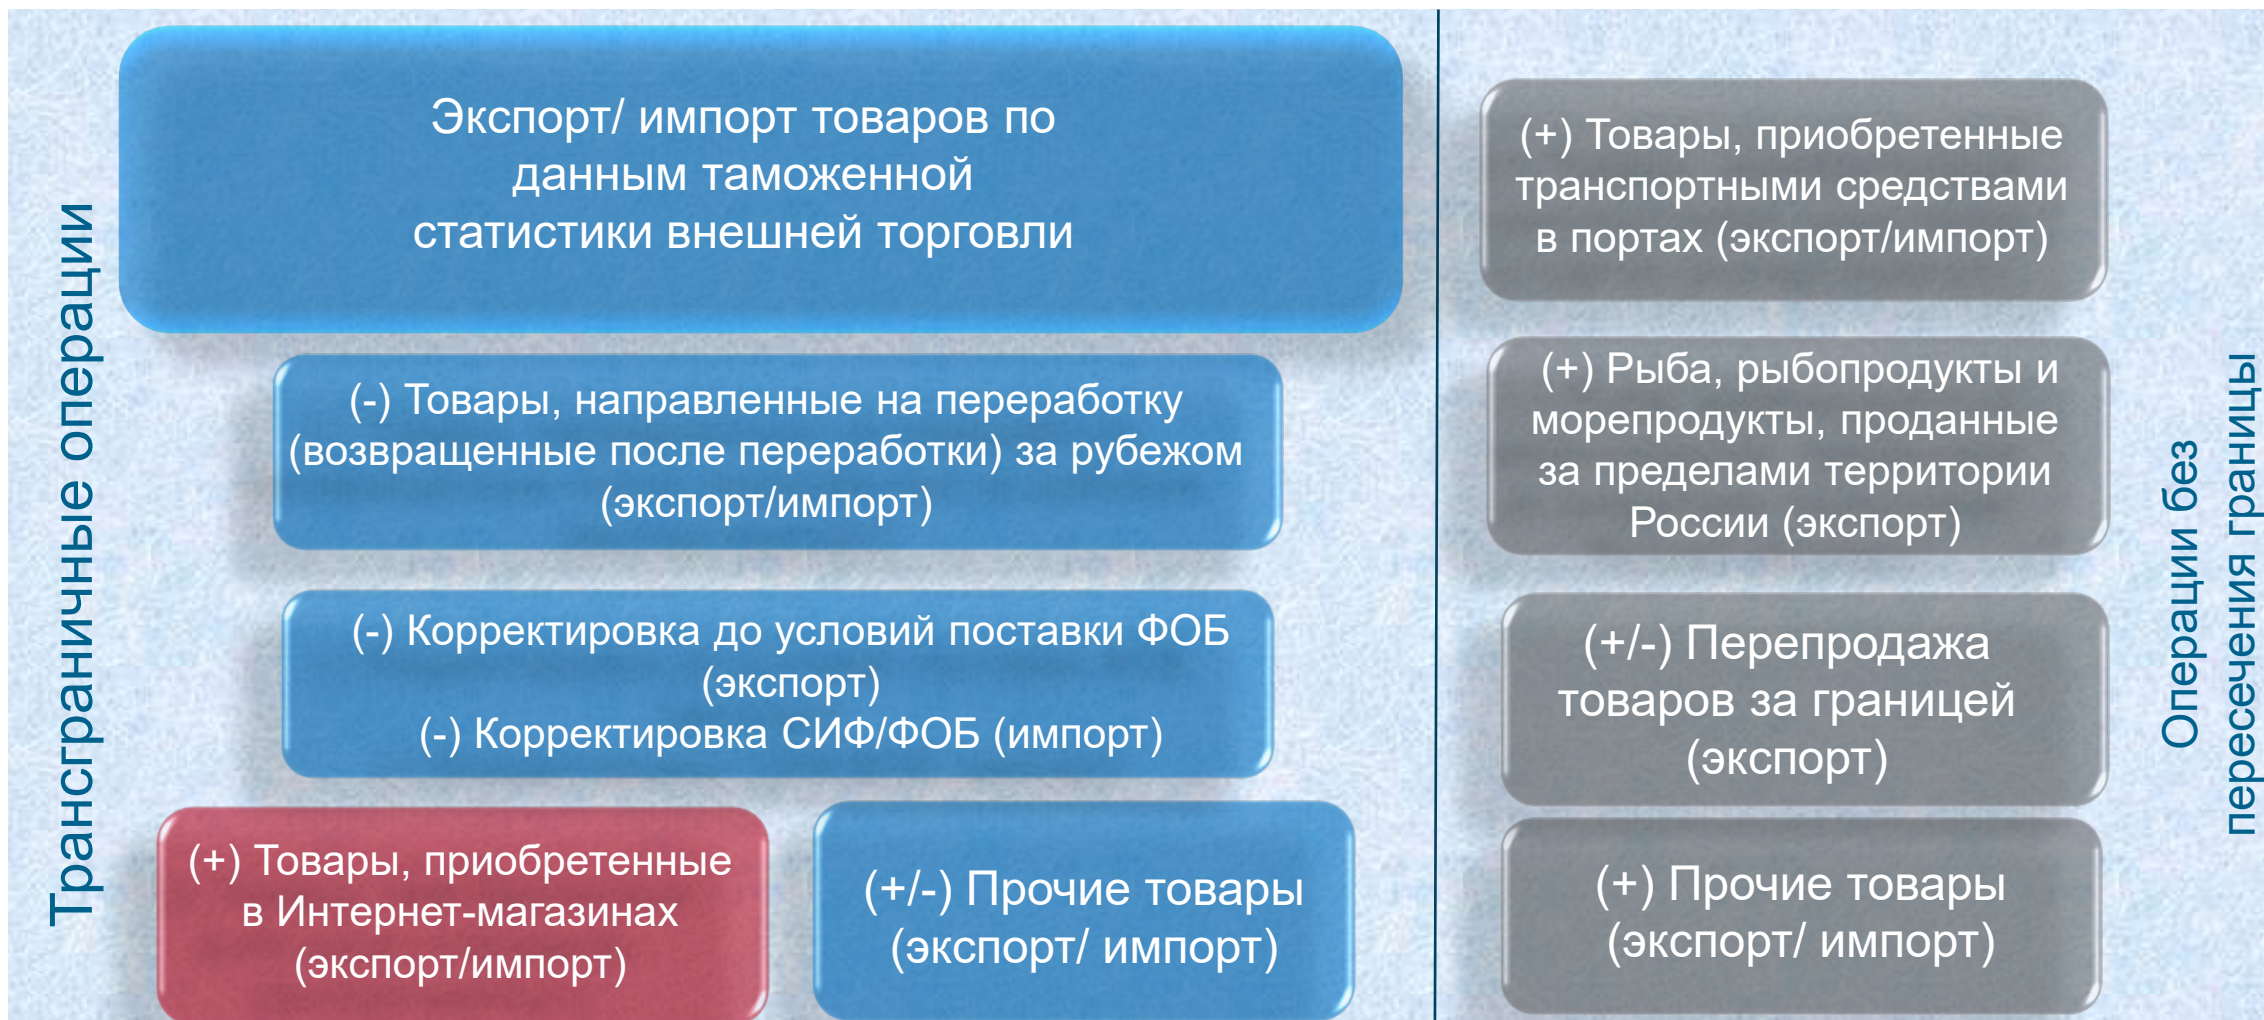 Трансграничные операции
Экспорт/ импорт товаров по
данным таможенной
статистики внешней торговли
(-) Товары, направленные на переработку
(возвращенные после переработки) за рубежом
(экспорт/импорт)
(-) Корректировка до условий поставки ФОБ
(экспорт)
(-) Корректировка СИФ/ФОБ (импорт)
(+) Товары, приобретенные
в Интернет-магазинах
(экспорт/импорт)
(+/-) Прочие товары
(экспорт/ импорт)
(+) Товары, приобретенные
транспортными средствами
в портах (экспорт/импорт)
(+) Рыба, рыбопродукты и
морепродукты, проданные
за пределами территории
России (экспорт)
(+/-) Перепродажа
товаров за границей
(экспорт)
(+) Прочие товары
(экспорт/ импорт)
Операции без
пересечения границы